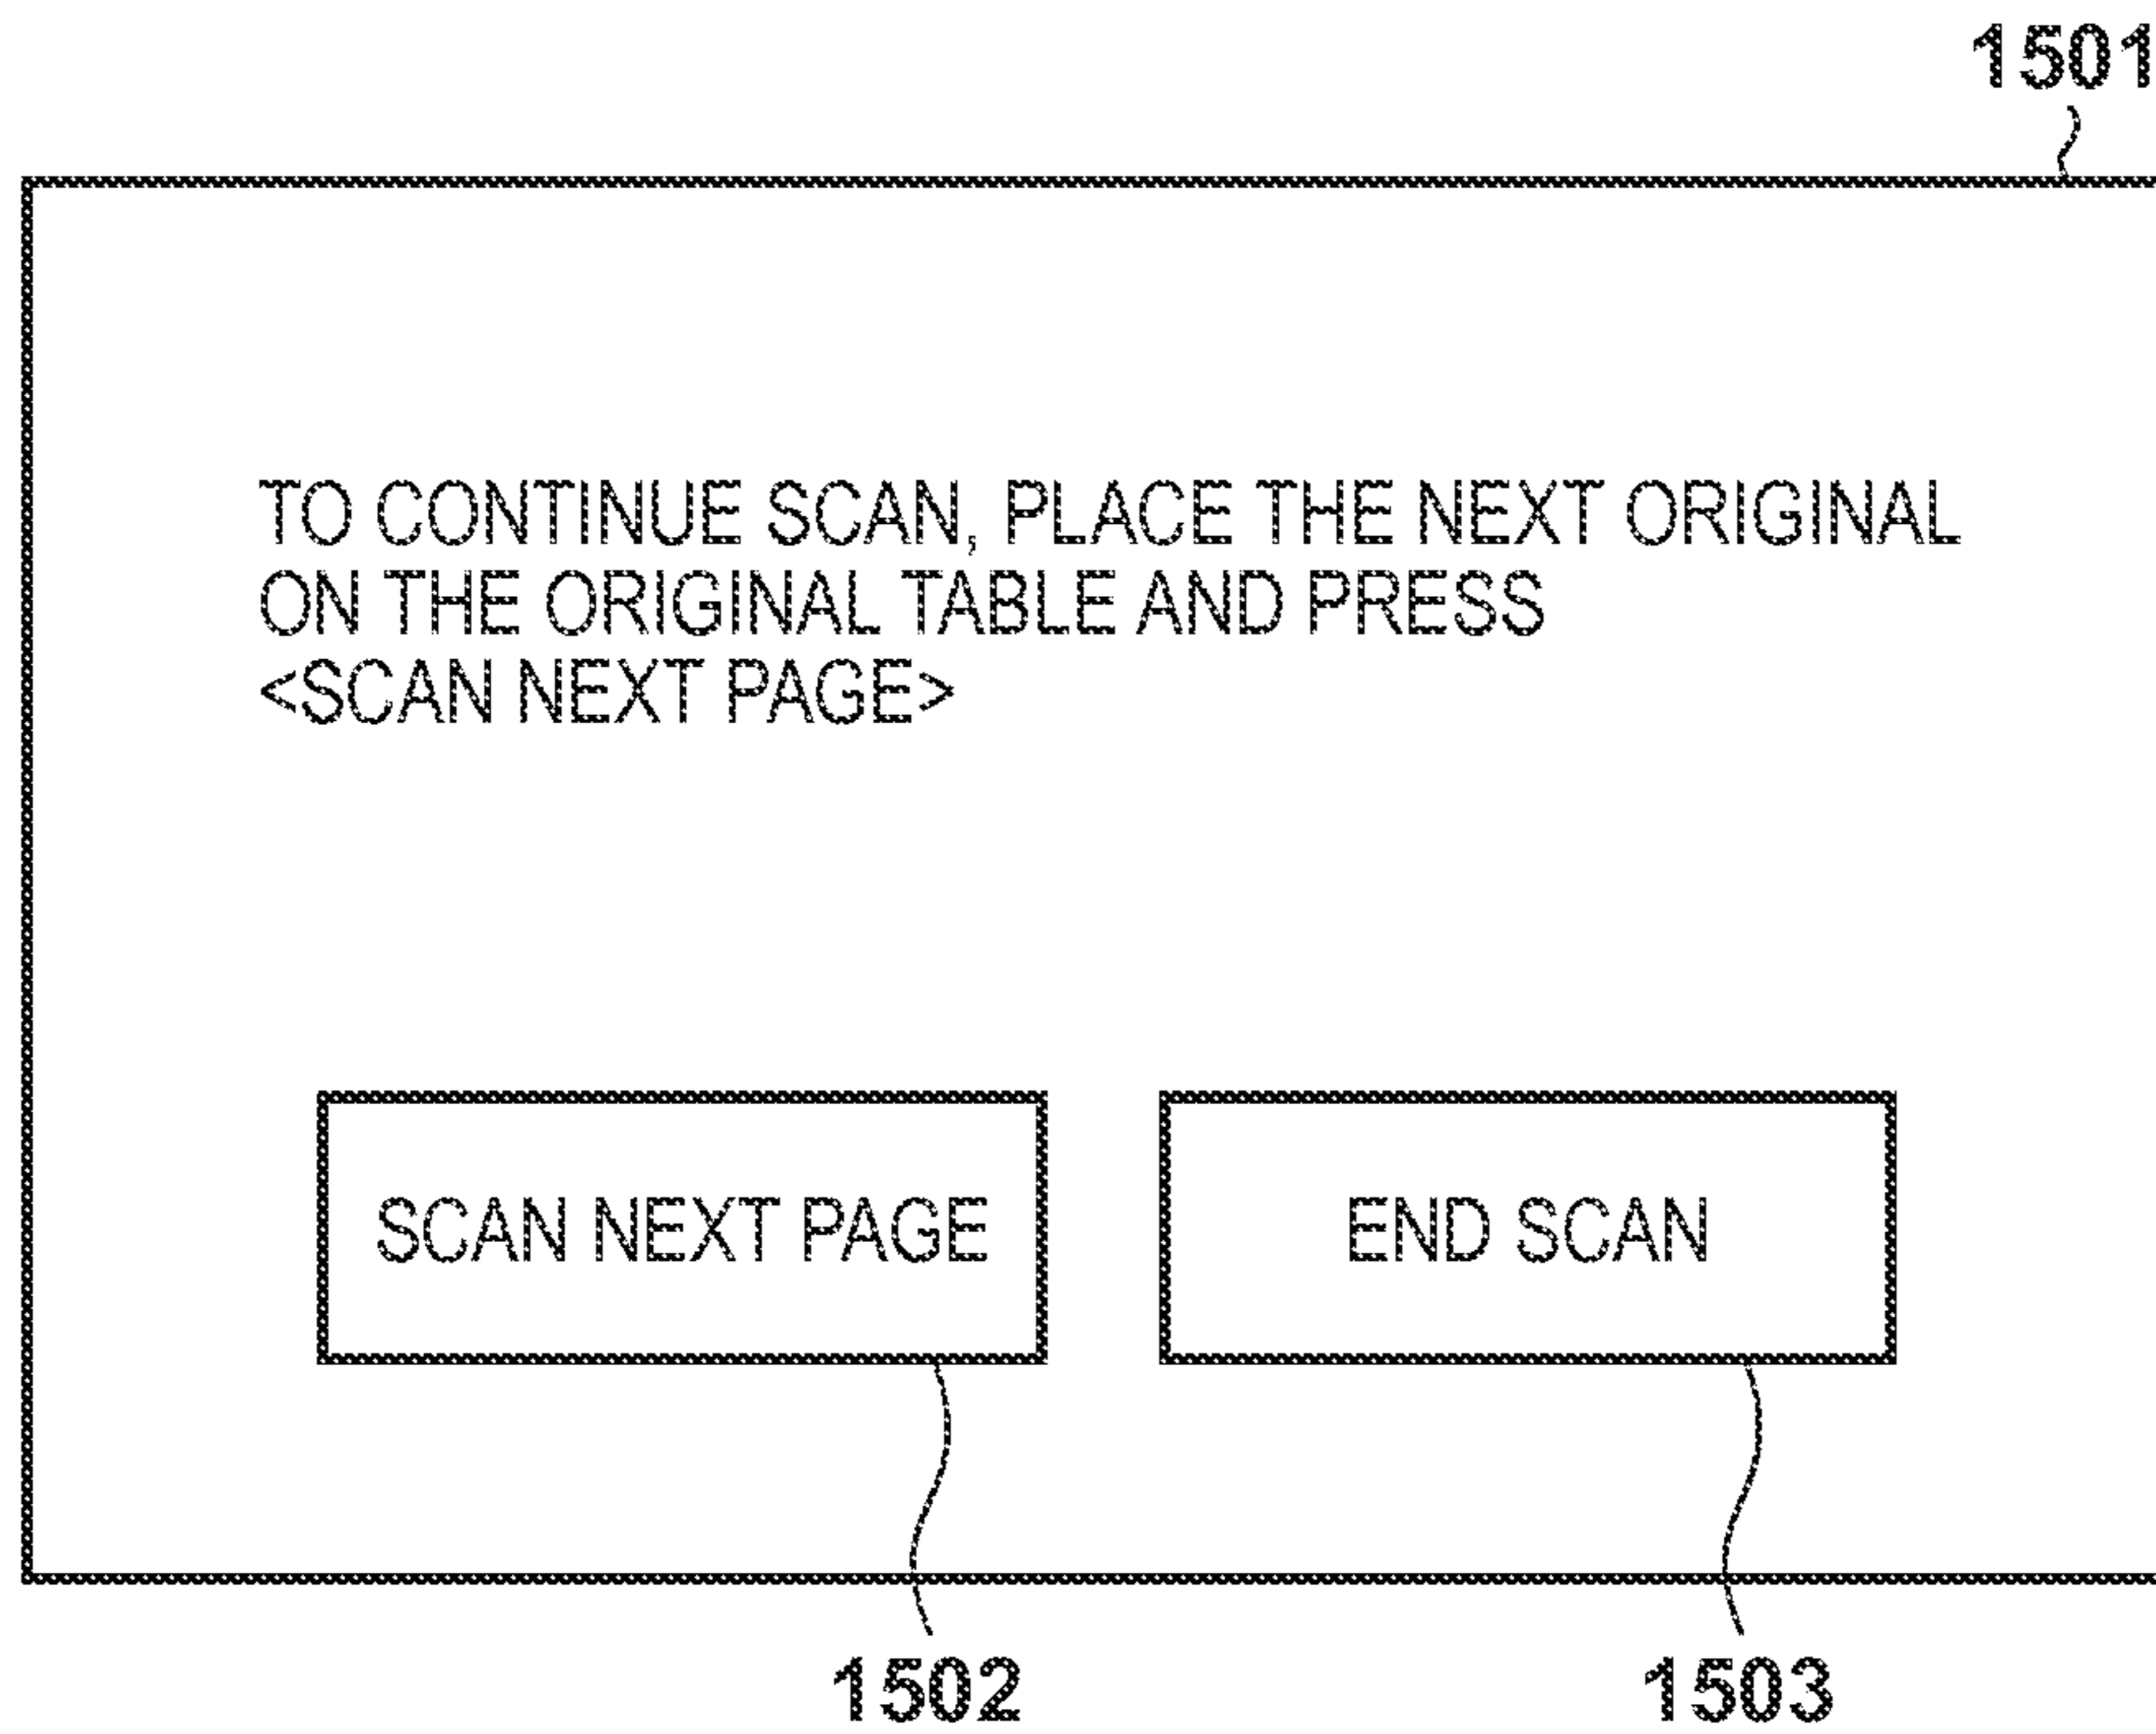 1501
TO CONTINUE SCAN, PLACE THE NEXT ORIGINAL
ON THE ORIGINAL TABLE AND PRESS
<SCAN NEXT PAGE>
SCAN NEXT PAGE
END SCAN
1502
1503